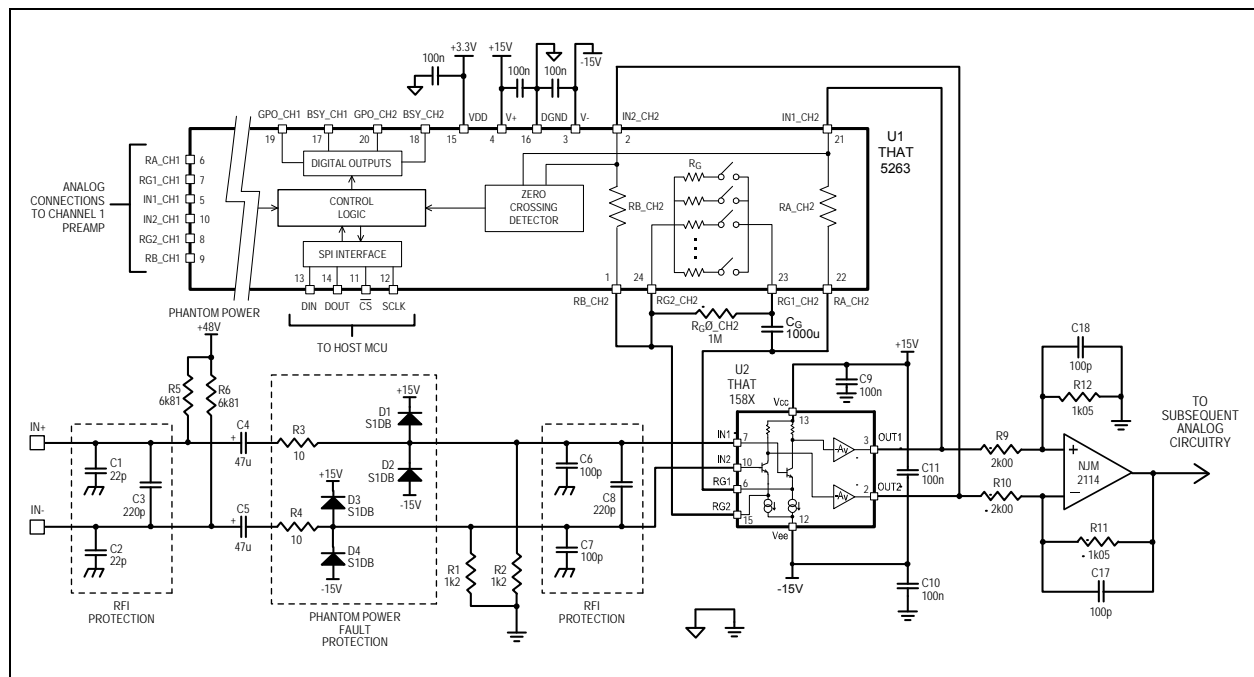 +3.3V
+15V
-15V
100n
100n
100n
GPO_CH1
BSY_CH1
GPO_CH2
BSY_CH2
VDD
V+
DGND
V-
IN2_CH2
IN1_CH2
19
17
20
18
15
4
16
3
2
21
U1
THAT
5263
ANALOG
CONNECTIONS
TO CHANNEL 1
PREAMP
RA_CH1
6
RG1_CH1
7
IN1_CH1
5
IN2_CH1
10
RG2_CH1
8
RB_CH1
9
DIGITAL OUTPUTS
CONTROL
LOGIC
SPI INTERFACE
ZERO
CROSSING
DETECTOR
RB_CH2
RG
RA_CH2
13
14
11
12
1
24
23
22
DIN
DOUT
CS
SCLK
RB_CH2
RG2_CH2
RG1_CH2
RA_CH2
TO HOST MCU
RGØ_CH2
1M
CG
1000u
PHANTOM POWER
+48V
R5
6k81
R6
6k81
IN+
IN-
C1
22p
C2
22p
C3
220p
RFI
PROTECTION
C4
+
47u
C5
+
47u
R3
10
R4
10
+15V
D1
S1DB
D2
S1DB
-15V
+15V
D3
S1DB
D4
S1DB
-15V
PHANTOM POWER
FAULT
PROTECTION
R1
1k2
R2
1k2
C6
100p
C7
100p
C8
220p
RFI
PROTECTION
U2
THAT
158X
Vcc
13
IN1
7
IN2
10
RG1
6
RG2
15
-Av
-Av
3
OUT1
2
OUT2
12
Vee
-15V
C9
100n
+15V
C11
100n
C10
100n
R9
2k00
R10
2k00
C18
100p
R12
1k05
+
−
NJM
2114
R11
1k05
C17
100p
TO
SUBSEQUENT
ANALOG
CIRCUITRY